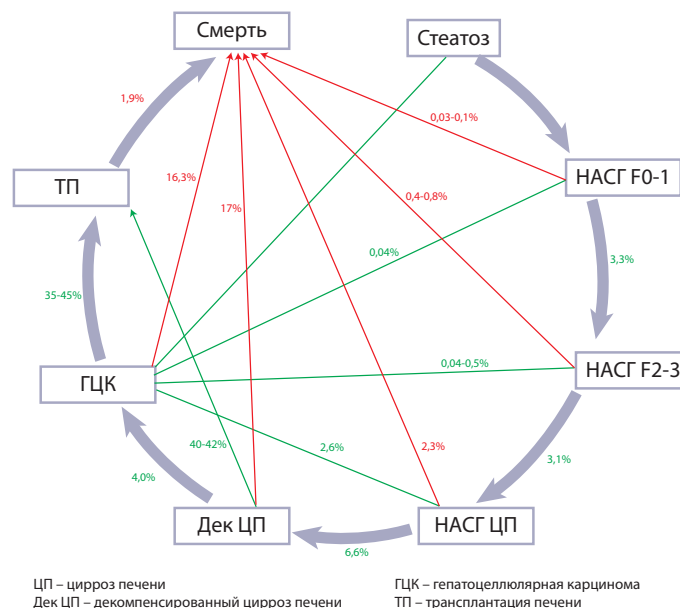 Смерть
Стеатоз
1,9%
0,03-0,1%
ТП
16,3%
НАСГ F0-1
0,4-0,8%
17%
0,04%
3,3%
35-45%
0,04-0,5%
НАСГ F2-3
ГЦК
40-42%
2,6%
2,3%
3,1%
4,0%
Дек ЦП
НАСГ ЦП
6,6%
ЦП – цирроз печени
ГЦК – гепатоцеллюлярная карцинома
Дек ЦП – декомпенсированный цирроз печени
ТП – трансплантация печени